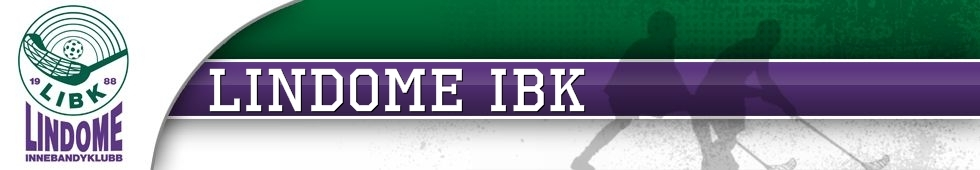 19 88
LIBK
LINDOME
INNEBANDYKLUBB
LINDOME IBK